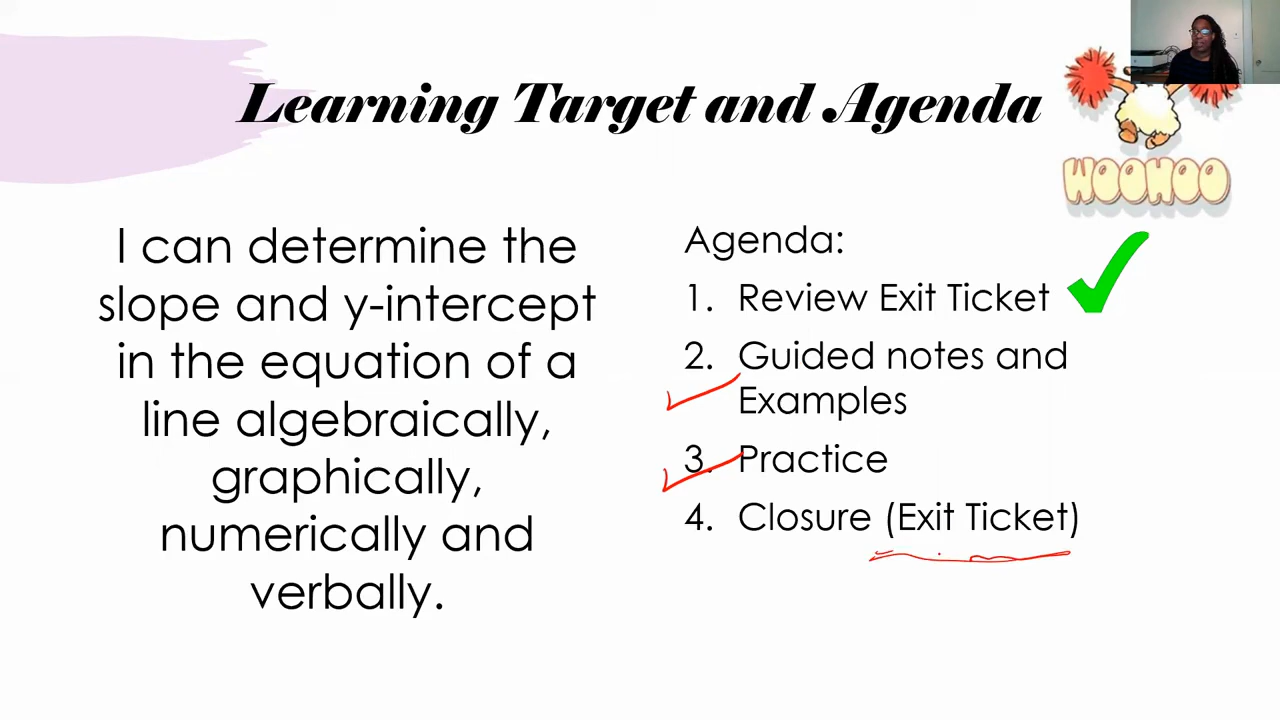 Learning Target and Agenda
WOOHOO
I can determine the
slope and y-intercept
in the equation of a
line algebraically,
graphically,
numerically and
verbally.
Agenda:
1. Review Exit Ticket
2. Guided notes and
Examples
3. Practice
4. Closure (Exit Ticket)